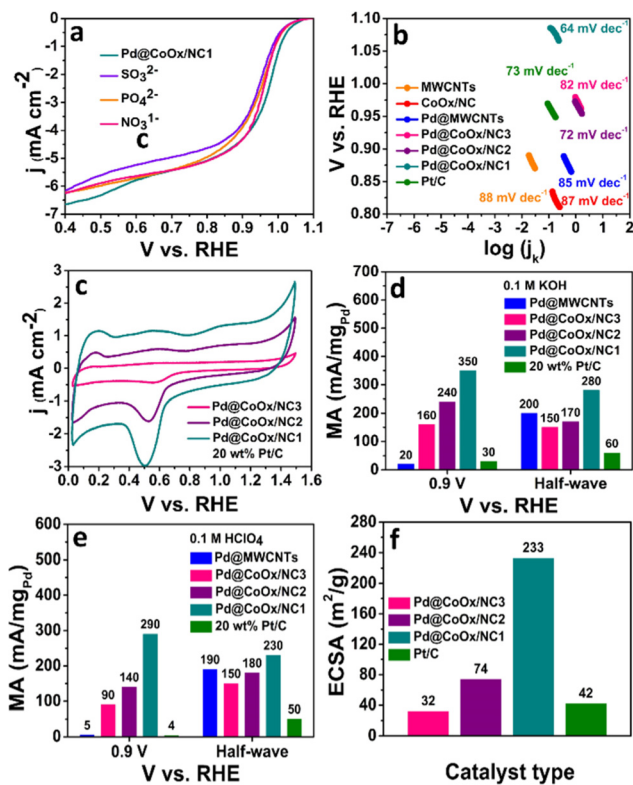 a
Pd@CoOx/NC1
SO₃²⁻
PO₄²⁻
NO₃¹⁻
c
j (mA cm⁻²)
0
-1
-2
-3
-4
-5
-6
-7
0.4 0.5 0.6 0.7 0.8 0.9 1.0 1.1
V vs. RHE
b
64 mV dec⁻¹
73 mV dec⁻¹
82 mV dec⁻¹
72 mV dec⁻¹
85 mV dec⁻¹
88 mV dec⁻¹
87 mV dec⁻¹
MWCNTs
CoOx/NC
Pd@MWCNTs
Pd@CoOx/NC3
Pd@CoOx/NC2
Pd@CoOx/NC1
Pt/C
V vs. RHE
1.10
1.05
1.00
0.95
0.90
0.85
0.80
-7 -6 -5 -4 -3 -2 -1 0 1 2
log (jₖ)
c
j (mA cm⁻²)
3
2
1
0
-1
-2
-3
Pd@CoOx/NC3
Pd@CoOx/NC2
Pd@CoOx/NC1
20 wt% Pt/C
0.0 0.2 0.4 0.6 0.8 1.0 1.2 1.4 1.6
V vs. RHE
d
0.1 M KOH
Pd@MWCNTs
Pd@CoOx/NC3
Pd@CoOx/NC2
Pd@CoOx/NC1
20 wt% Pt/C
MA (mA/mg_Pd)
600
500
400
300
200
100
0
20 160 240 350 30
200 150 170 280 60
0.9 V Half-wave
V vs. RHE
e
0.1 M HClO₄
Pd@MWCNTs
Pd@CoOx/NC3
Pd@CoOx/NC2
Pd@CoOx/NC1
20 wt% Pt/C
MA (mA/mg_Pd)
600
500
400
300
200
100
0
5 90 140 290 4
190 150 180 230 50
0.9 V Half-wave
V vs. RHE
f
Pd@CoOx/NC3
Pd@CoOx/NC2
Pd@CoOx/NC1
Pt/C
ECSA (m²/g)
280
240
200
160
120
80
40
0
32 74 233 42
Catalyst type